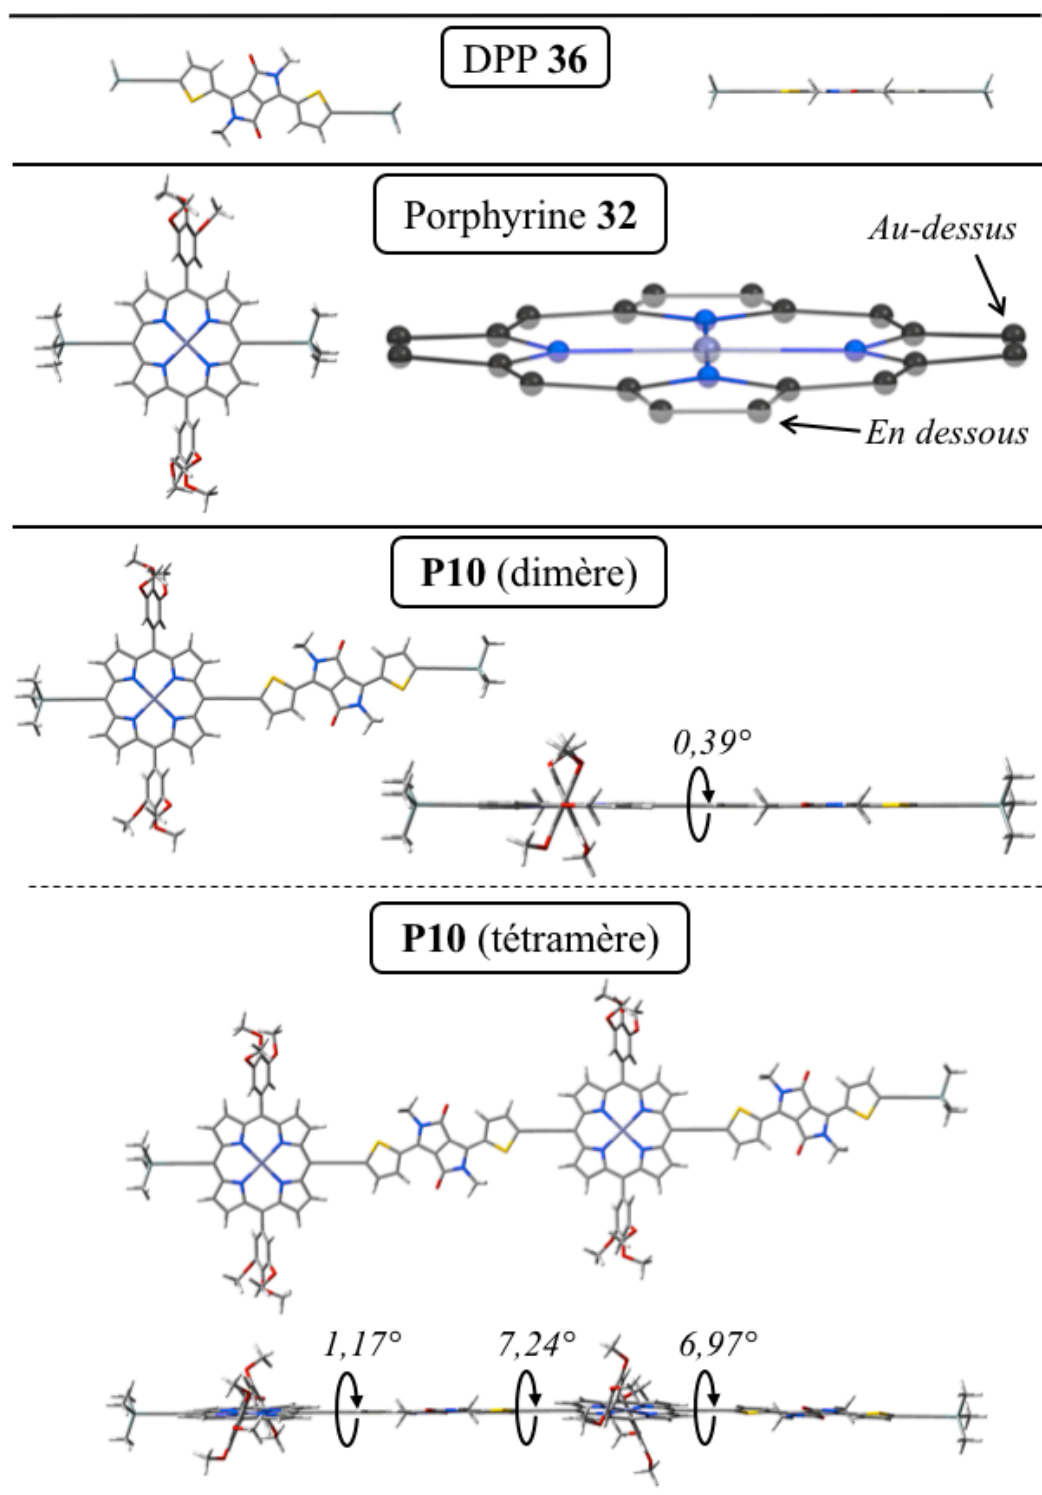 DPP 36
Porphyrine 32
Au-dessus
En dessous
P10 (dimère)
0,39°
P10 (tétramère)
1,17° 7,24° 6,97°